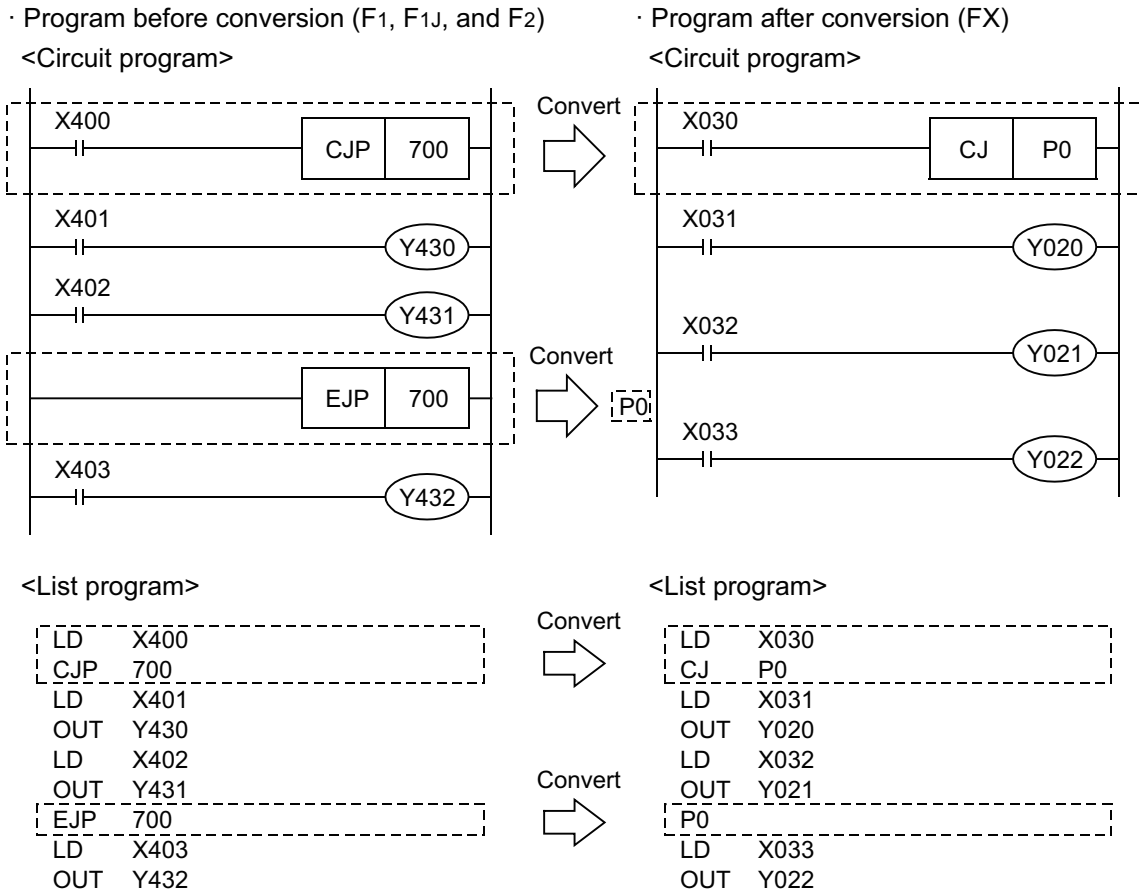 · Program before conversion (F1, F1J, and F2)
<Circuit program>
X400
CJP 700
X401
Y430
X402
Y431
EJP 700
X403
Y432
Convert
Convert
· Program after conversion (FX)
<Circuit program>
X030
CJ P0
X031
Y020
X032
Y021
P0
X033
Y022
<List program>
LD X400
CJP 700
LD X401
OUT Y430
LD X402
OUT Y431
EJP 700
LD X403
OUT Y432
Convert
Convert
<List program>
LD X030
CJ P0
LD X031
OUT Y020
LD X032
OUT Y021
P0
LD X033
OUT Y022